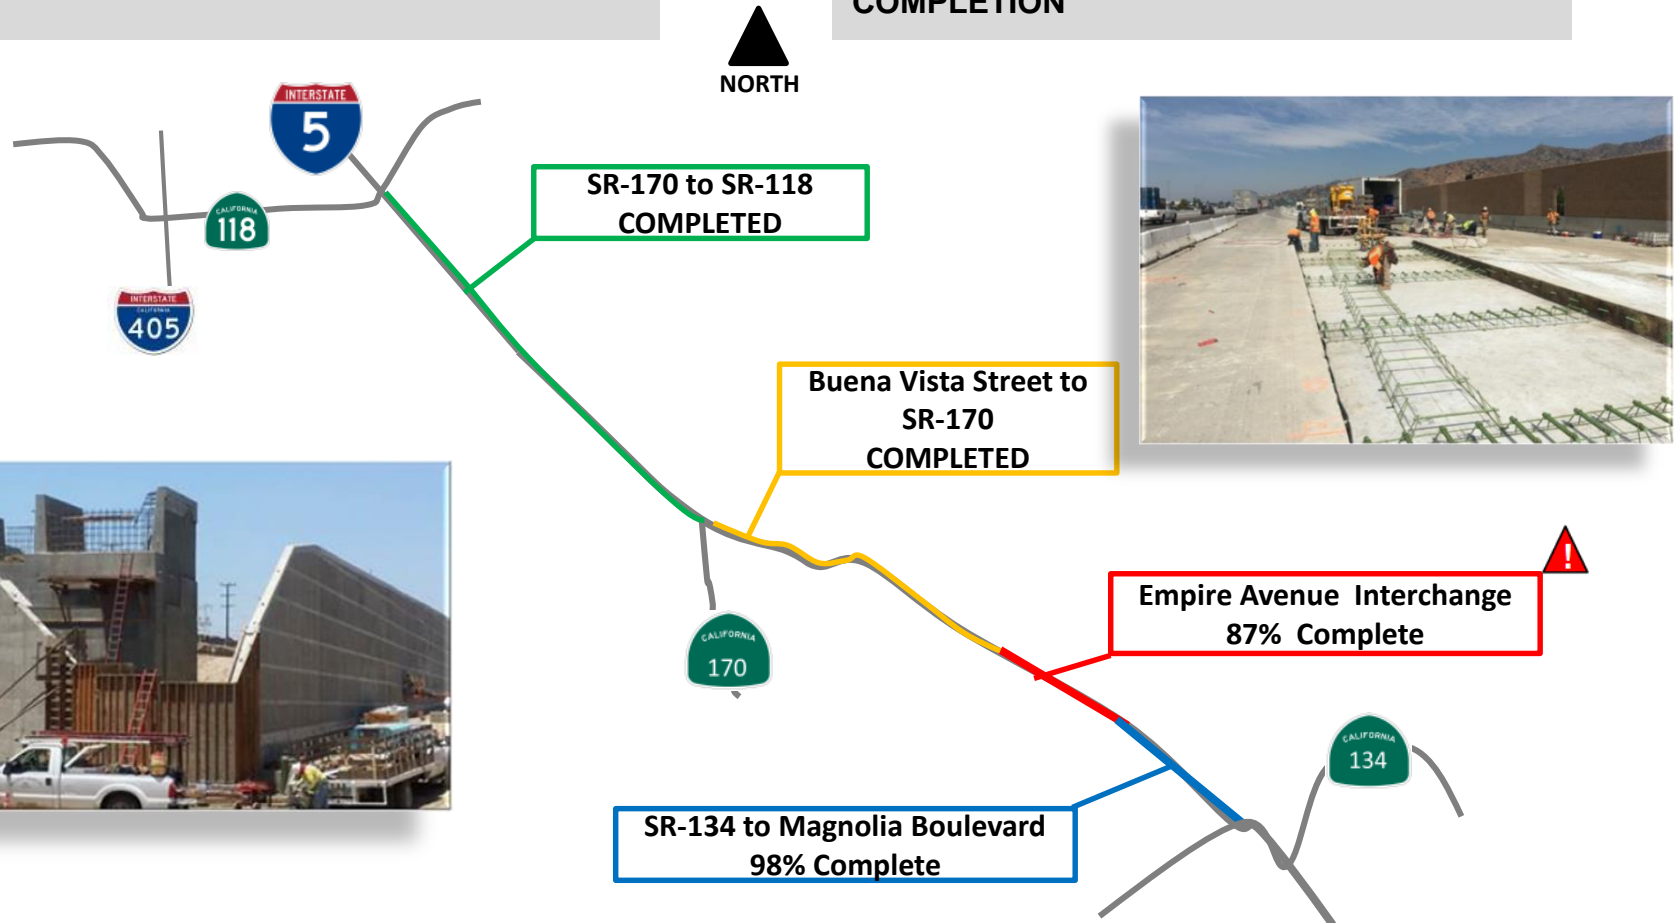 COMPLETION
NORTH
INTERSTATE
5
SR-170 to SR-118
COMPLETED
CALIFORNIA
118
INTERSTATE
CALIFORNIA
405
Buena Vista Street to
SR-170
COMPLETED
!
Empire Avenue  Interchange
87%  Complete
CALIFORNIA
170
CALIFORNIA
134
SR-134 to Magnolia Boulevard
98% Complete